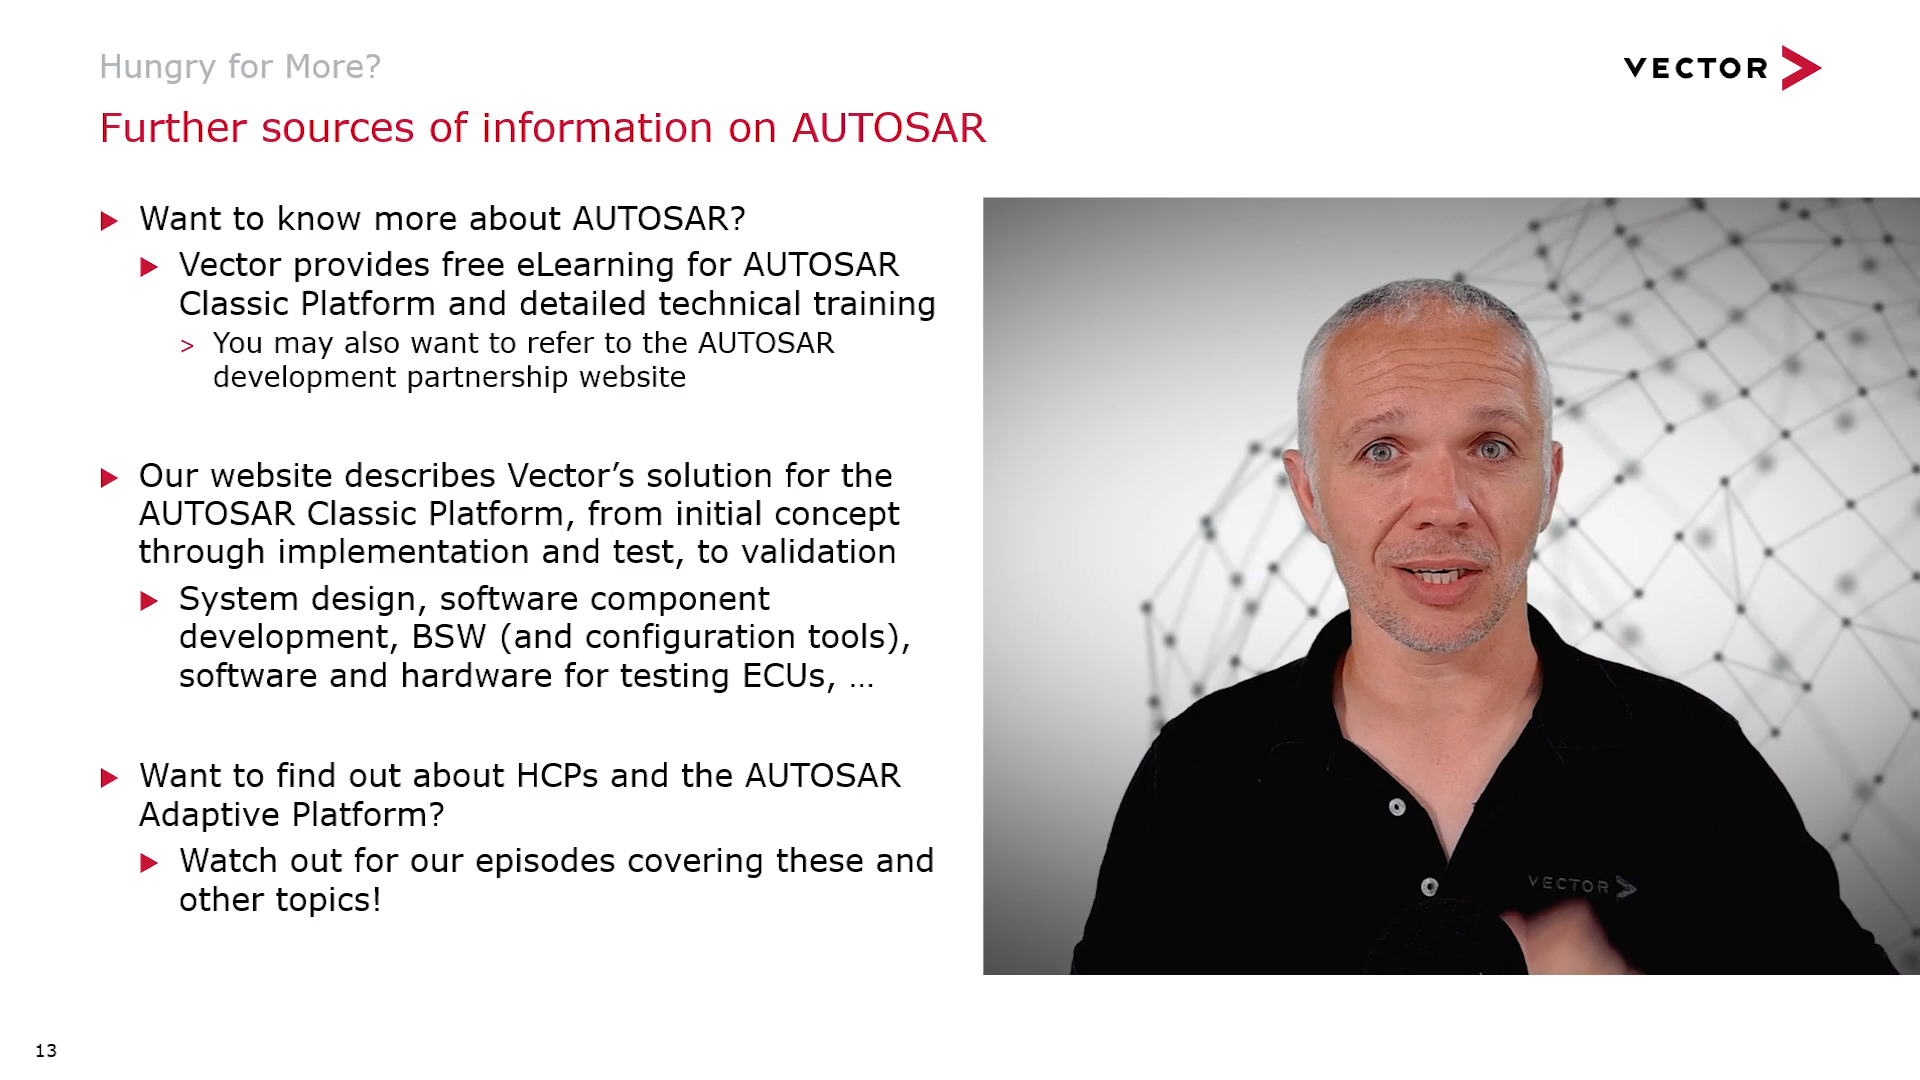 Hungry for More?
VECTOR
Further sources of information on AUTOSAR
Want to know more about AUTOSAR?
Vector provides free eLearning for AUTOSAR
Classic Platform and detailed technical training
> You may also want to refer to the AUTOSAR
development partnership website
Our website describes Vector’s solution for the
AUTOSAR Classic Platform, from initial concept
through implementation and test, to validation
System design, software component
development, BSW (and configuration tools),
software and hardware for testing ECUs, …
Want to find out about HCPs and the AUTOSAR
Adaptive Platform?
Watch out for our episodes covering these and
other topics!
VECTOR
13